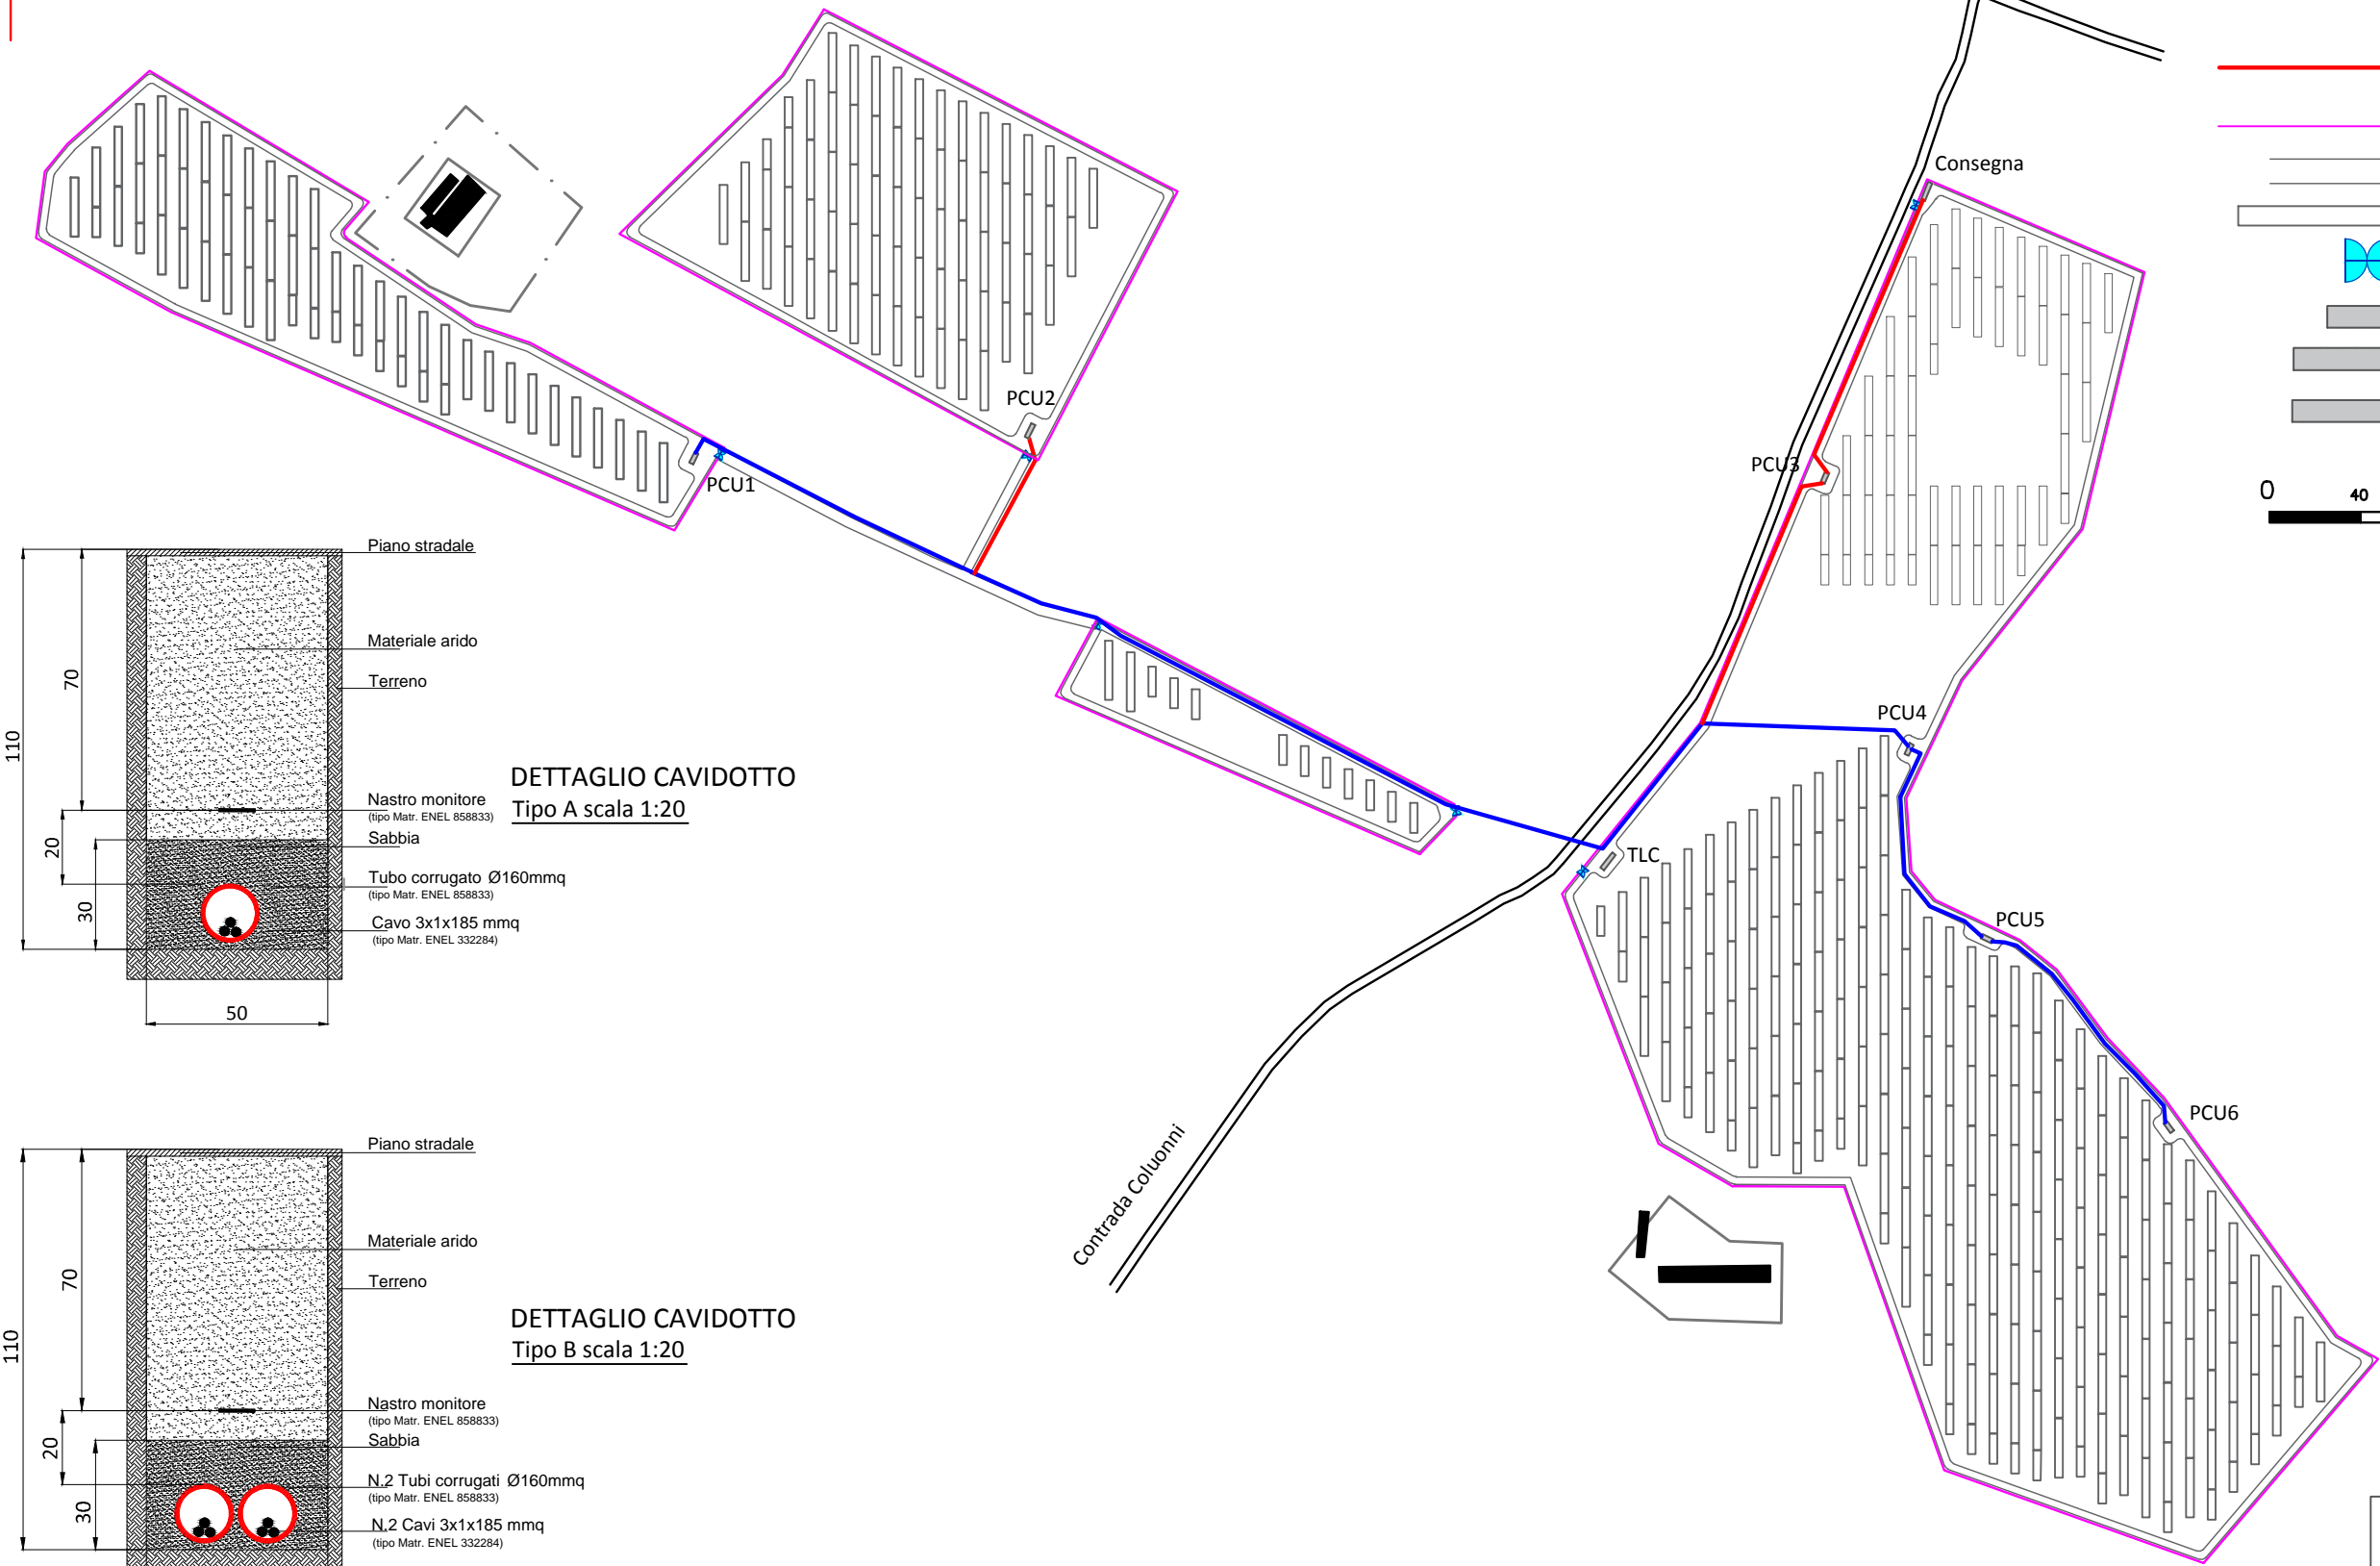 Consegna
PCU2
PCU3
0
40
PCU1
PCU4
TLC
PCU5
PCU6
Contrada Coluonni
Piano stradale
Materiale arido
Terreno
Nastro monitore
(tipo Matr. ENEL 858833)
Sabbia
Tubo corrugato Ø160mmq
(tipo Matr. ENEL 858833)
Cavo 3x1x185 mmq
(tipo Matr. ENEL 332284)
110
70
20
30
50
DETTAGLIO CAVIDOTTO
Tipo A scala 1:20
Piano stradale
Materiale arido
Terreno
Nastro monitore
(tipo Matr. ENEL 858833)
Sabbia
N.2 Tubi corrugati Ø160mmq
(tipo Matr. ENEL 858833)
N.2 Cavi 3x1x185 mmq
(tipo Matr. ENEL 332284)
110
70
20
30
DETTAGLIO CAVIDOTTO
Tipo B scala 1:20